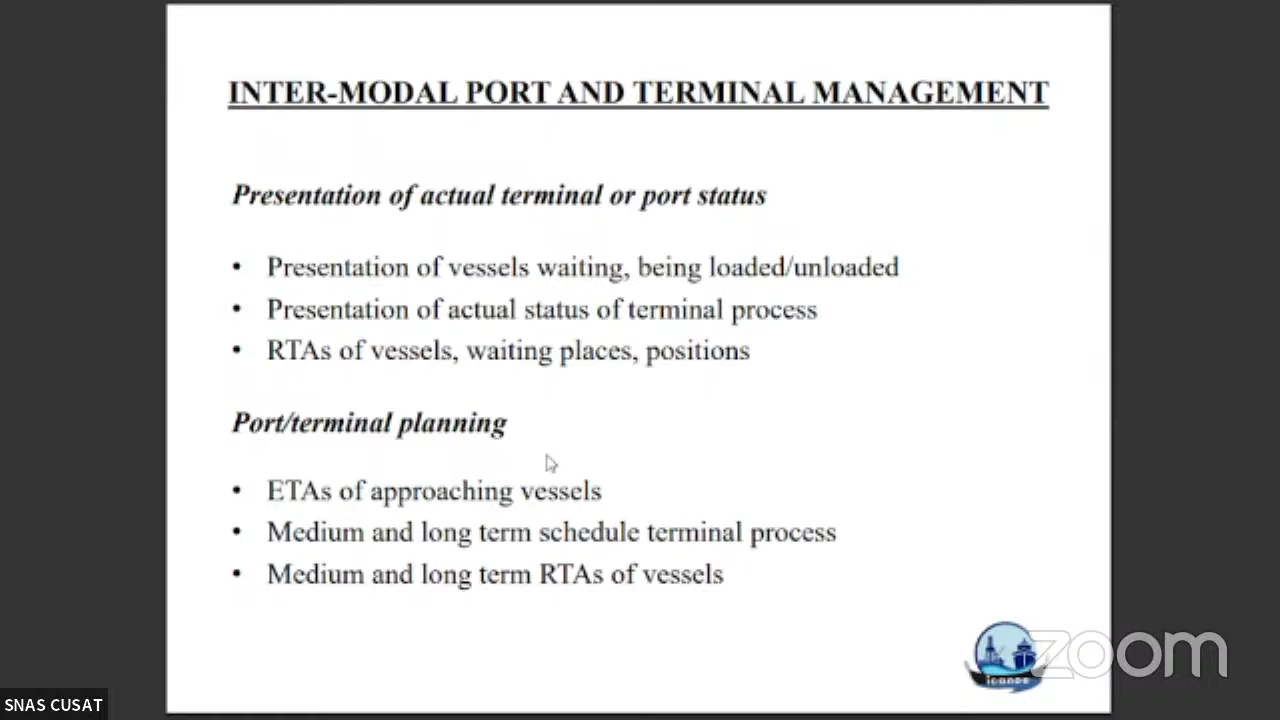 INTER-MODAL PORT AND TERMINAL MANAGEMENT
Presentation of actual terminal or port status
• Presentation of vessels waiting, being loaded/unloaded
• Presentation of actual status of terminal process
• RTAs of vessels, waiting places, positions
Port/terminal planning
• ETAs of approaching vessels
• Medium and long term schedule terminal process
• Medium and long term RTAs of vessels
zoom
SNAS CUSAT